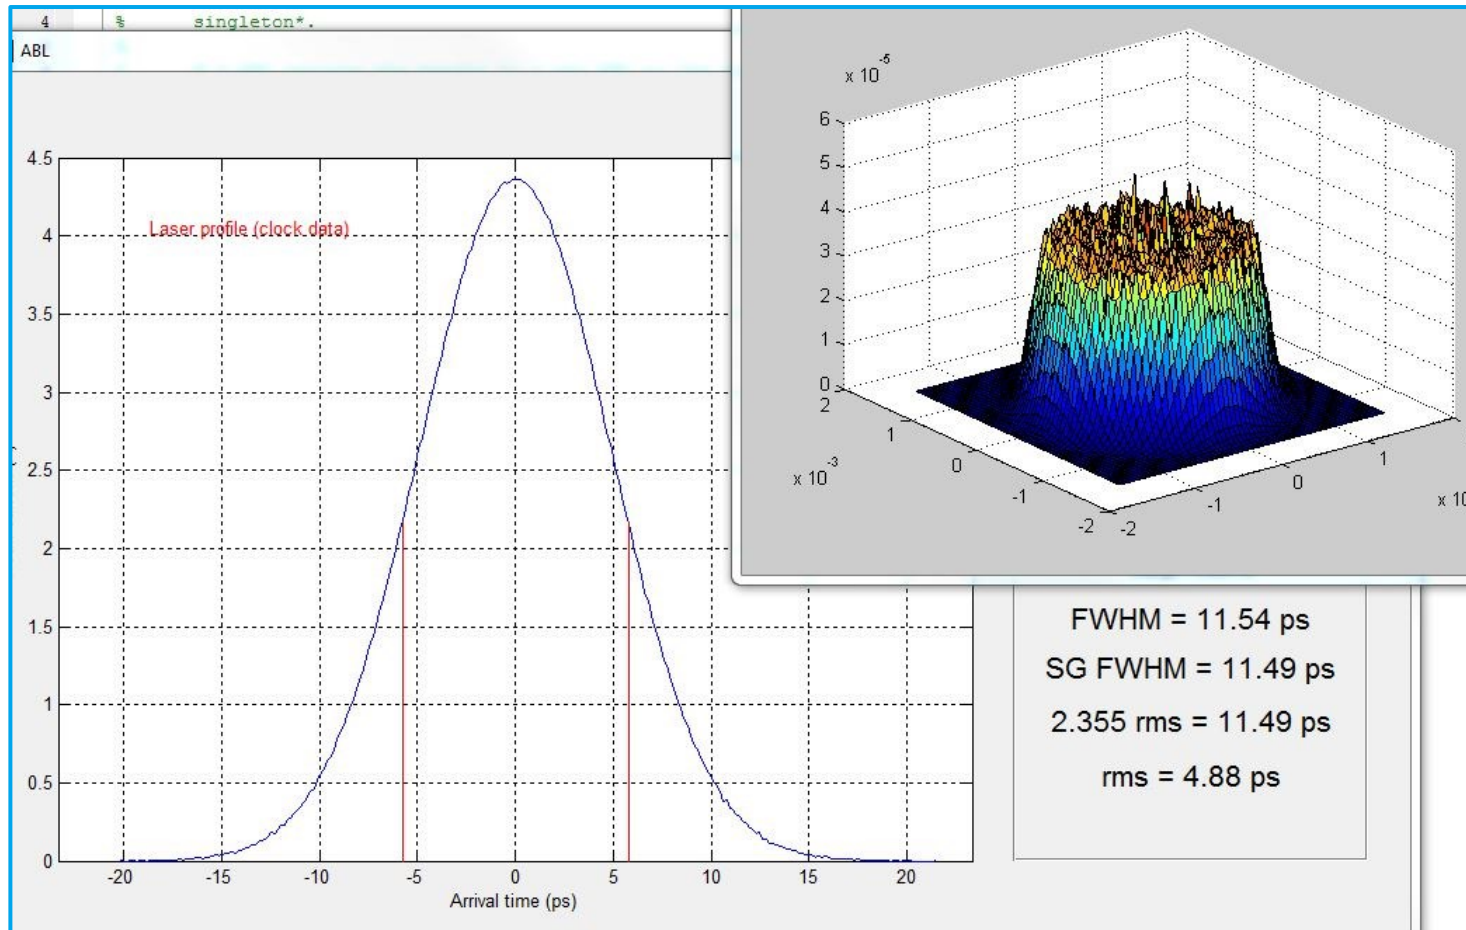 4 % singleton*.
ABL
4.5
4
3.5
3
2.5
2
1.5
1
0.5
0
Laser profile (clock data)
-20 -15 -10 -5 0 5 10 15 20
Arrival time (ps)
x 10^-5
6
5
4
3
2
1
0
2
1
0
-1
-2
x 10^-3
-2
-1
0
1
x 10
FWHM = 11.54 ps
SG FWHM = 11.49 ps
2.355 rms = 11.49 ps
rms = 4.88 ps